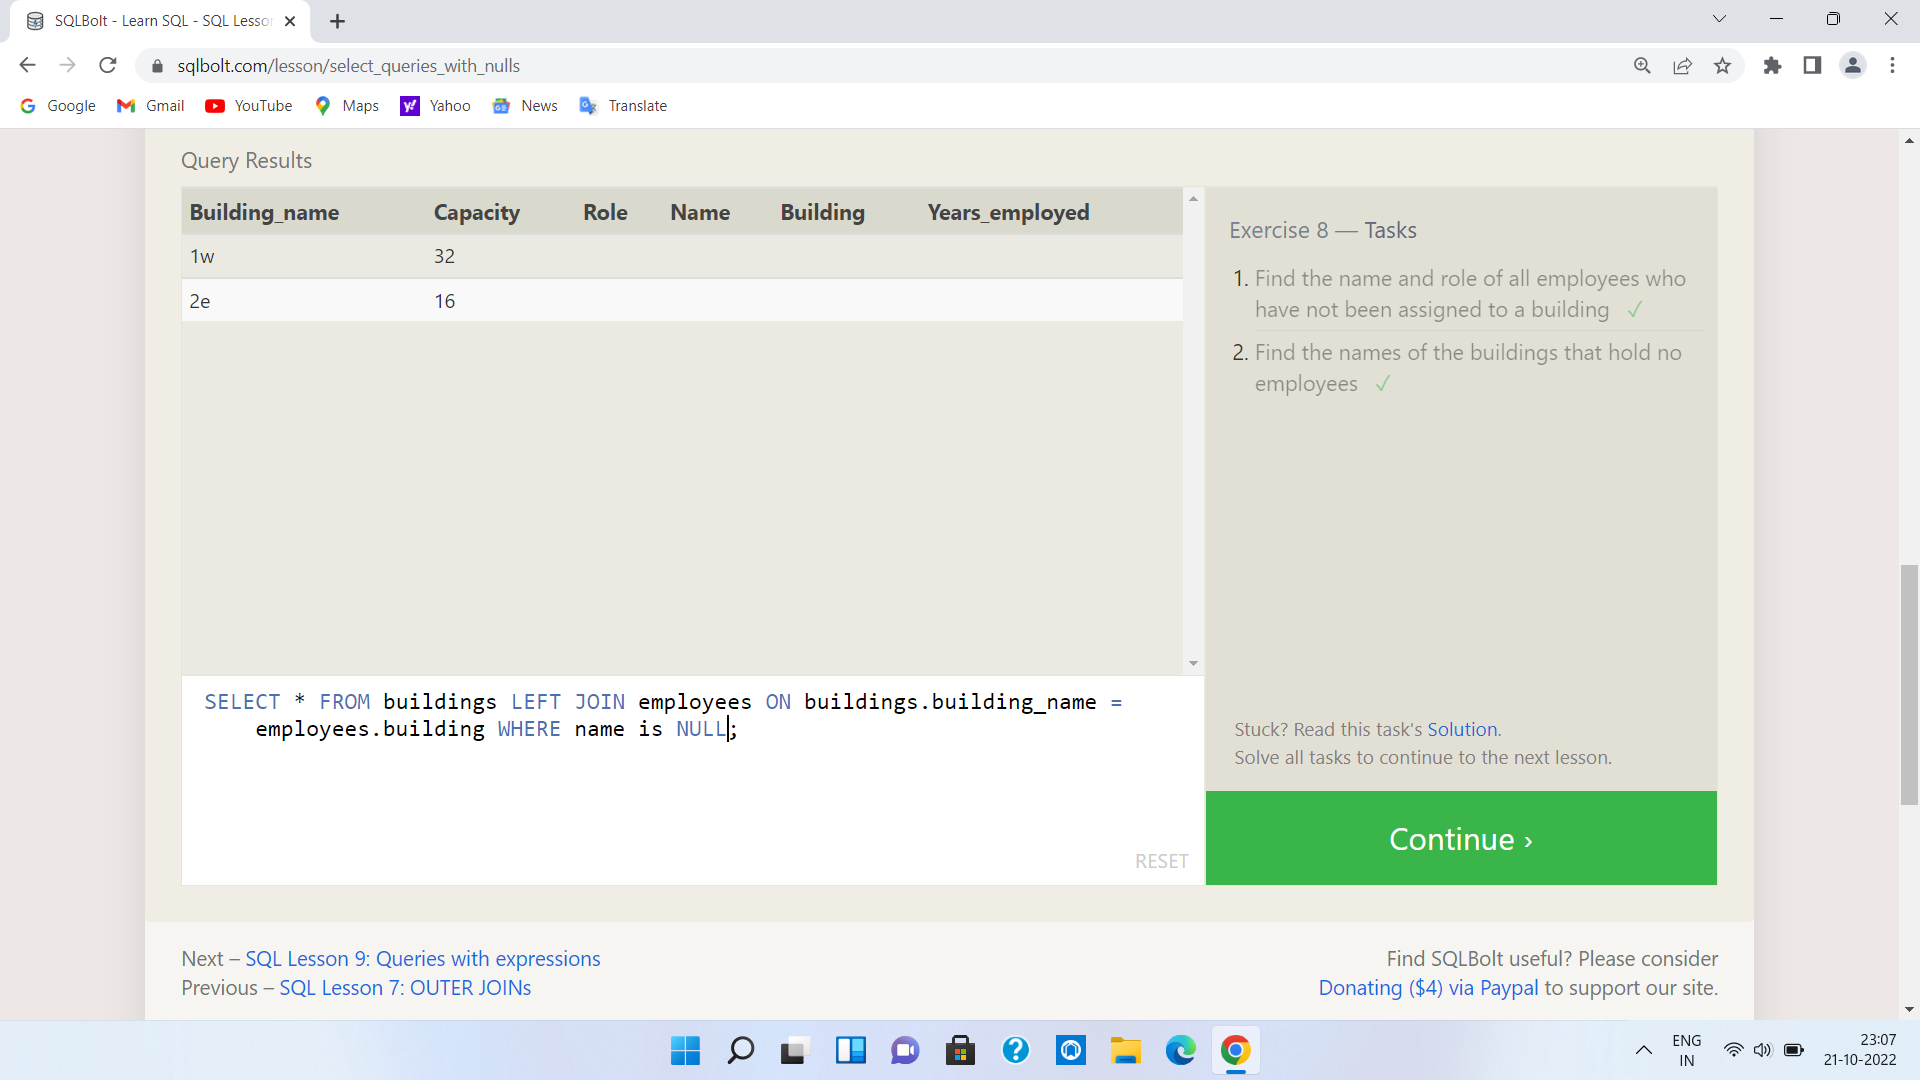 SQLBolt - Learn SQL - SQL Lesso
sqlbolt.com/lesson/select_queries_with_nulls
Google Gmail YouTube Maps Yahoo News Translate
Query Results
Building_name Capacity Role Name Building Years_employed
1w 32
2e 16
SELECT * FROM buildings LEFT JOIN employees ON buildings.building_name =
employees.building WHERE name is NULL;
RESET
Exercise 8 — Tasks
1. Find the name and role of all employees who
have not been assigned to a building ✓
2. Find the names of the buildings that hold no
employees ✓
Stuck? Read this task's Solution.
Solve all tasks to continue to the next lesson.
Continue ›
Next – SQL Lesson 9: Queries with expressions
Previous – SQL Lesson 7: OUTER JOINs
Find SQLBolt useful? Please consider
Donating ($4) via Paypal to support our site.
ENG
IN
23:07
21-10-2022